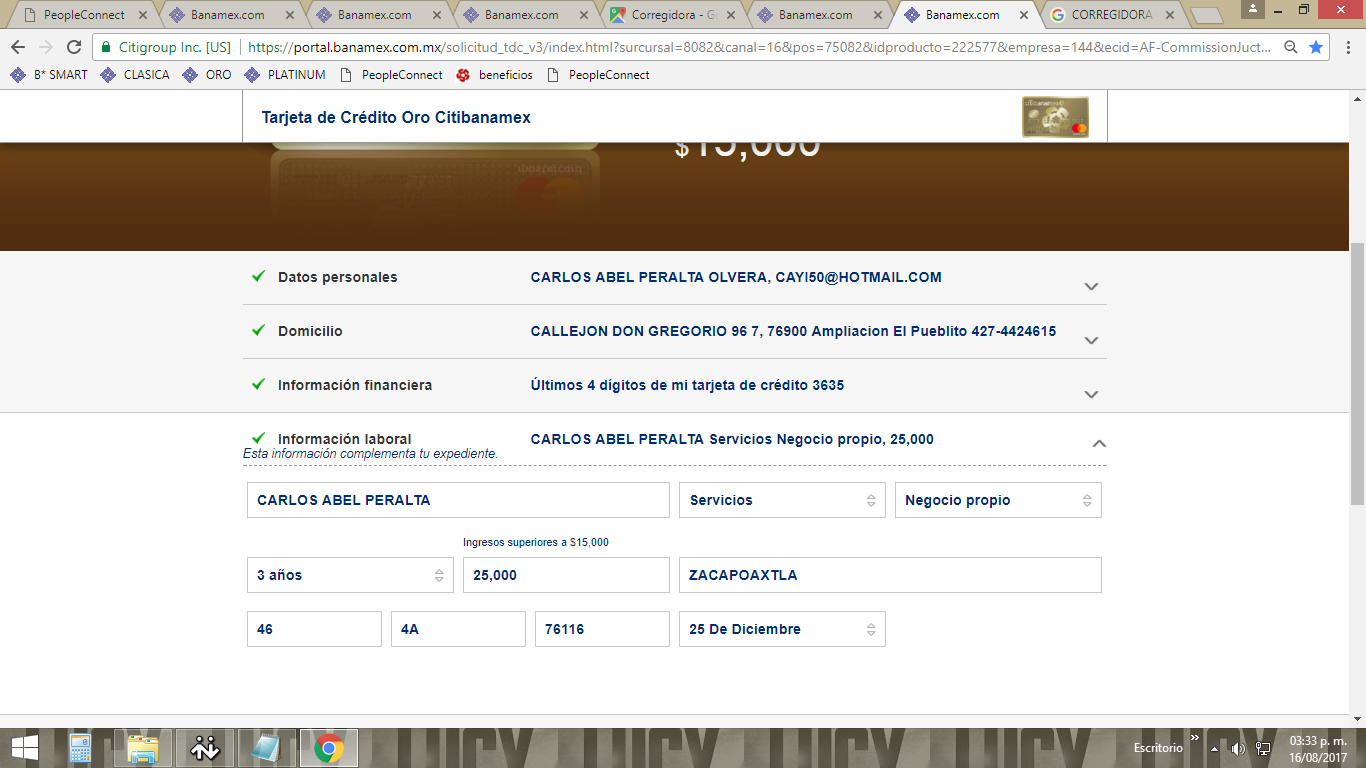 PeopleConnect
Banamex.com
Banamex.com
Banamex.com
Corregidora - G
Banamex.com
Banamex.com
CORREGIDORA
Citigroup Inc. [US] https://portal.banamex.com.mx/solicitud_tdc_v3/index.html?surcursal=8082&canal=16&pos=75082&idproducto=222577&empresa=144&ecid=AF-CommissionJuct...
B* SMART CLASICA ORO PLATINUM PeopleConnect beneficios PeopleConnect
Tarjeta de Crédito Oro Citibanamex
$15,000
Datos personales CARLOS ABEL PERALTA OLVERA, CAYI50@HOTMAIL.COM
Domicilio CALLEJON DON GREGORIO 96 7, 76900 Ampliacion El Pueblito 427-4424615
Información financiera Últimos 4 dígitos de mi tarjeta de crédito 3635
Información laboral CARLOS ABEL PERALTA Servicios Negocio propio, 25,000
Esta información complementa tu expediente.
CARLOS ABEL PERALTA Servicios Negocio propio
Ingresos superiores a $15,000
3 años 25,000 ZACAPOAXTLA
46 4A 76116 25 De Diciembre
Escritorio
03:33 p. m.
16/08/2017